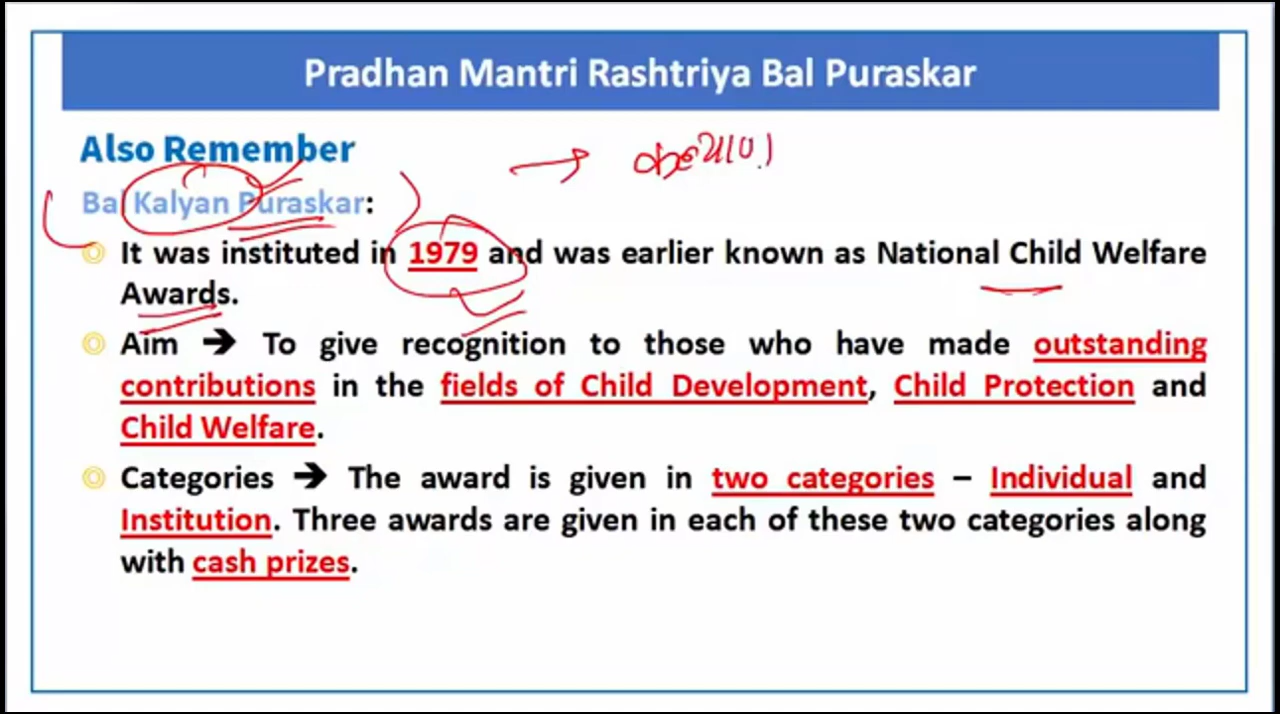 Pradhan Mantri Rashtriya Bal Puraskar
Also Remember
कल्याण।
Bal Kalyan Puraskar:
It was instituted in 1979 and was earlier known as National Child Welfare
Awards.
Aim ➔ To give recognition to those who have made outstanding
contributions in the fields of Child Development, Child Protection and
Child Welfare.
Categories ➔ The award is given in two categories – Individual and
Institution. Three awards are given in each of these two categories along
with cash prizes.